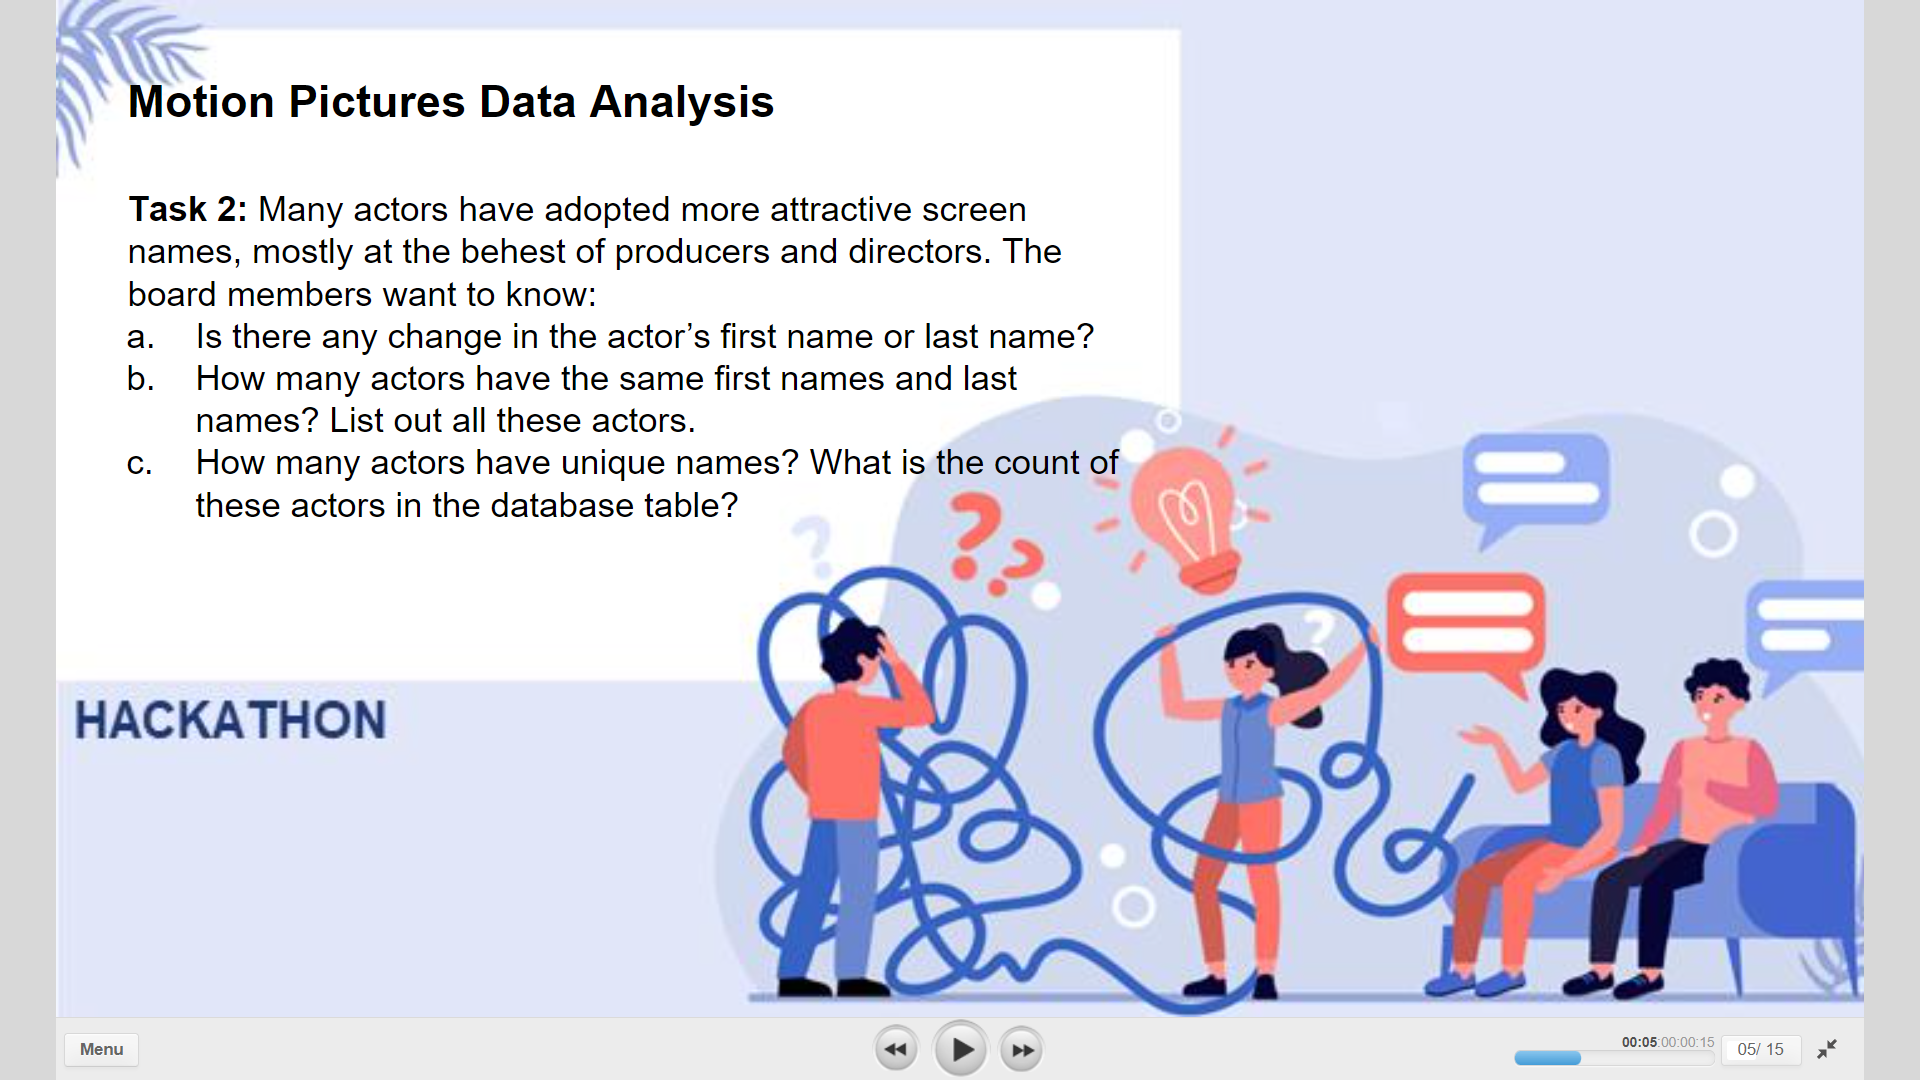 Motion Pictures Data Analysis
Task 2: Many actors have adopted more attractive screen
names, mostly at the behest of producers and directors. The
board members want to know:
a. Is there any change in the actor’s first name or last name?
b. How many actors have the same first names and last
names? List out all these actors.
c. How many actors have unique names? What is the count of
these actors in the database table?
HACKATHON
Menu
00:05:00:00:15
05/ 15